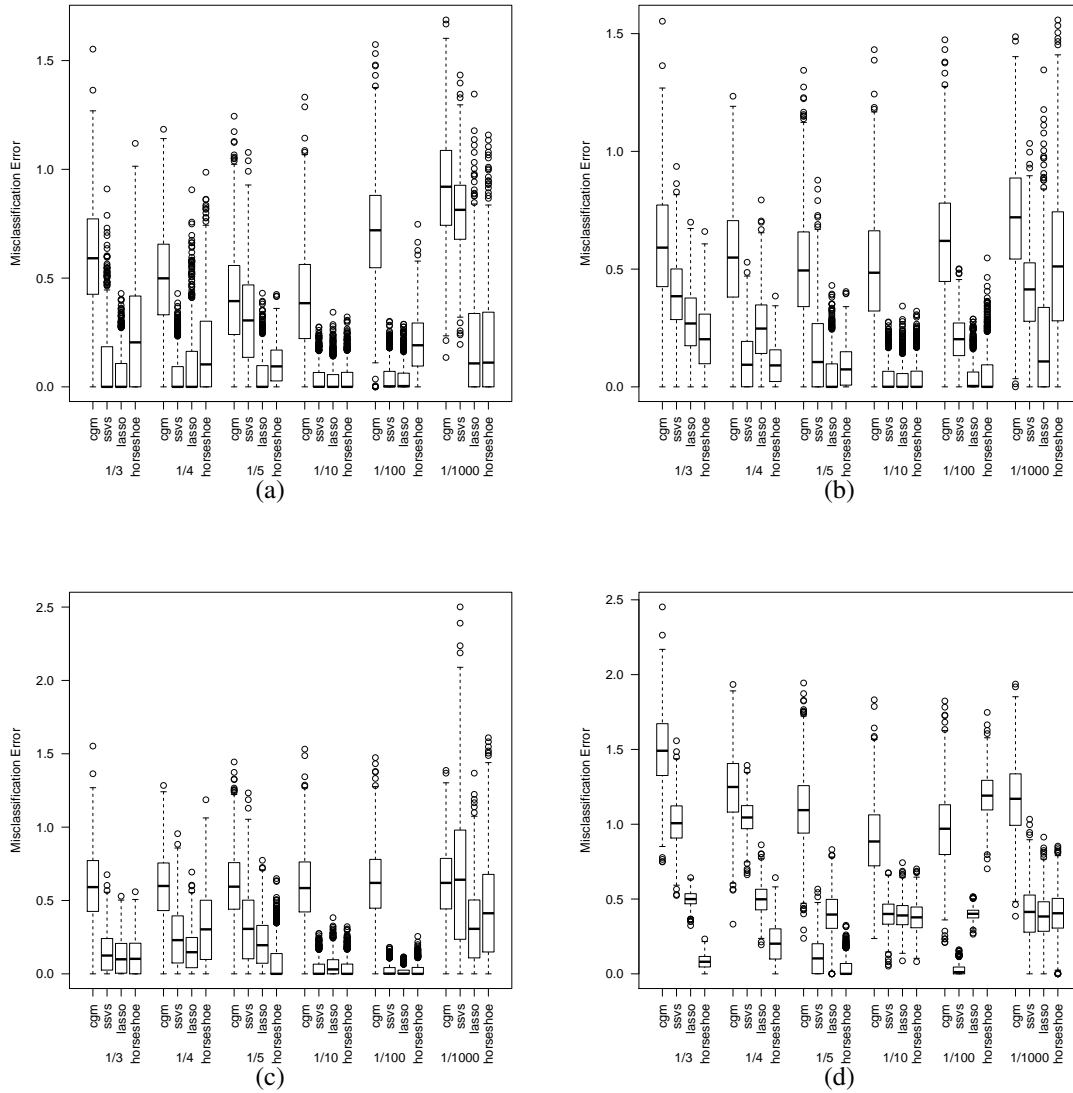 Misclassification Error
0.0 0.5 1.0 1.5
cgm ssvs lasso horseshoe cgm ssvs lasso horseshoe cgm ssvs lasso horseshoe cgm ssvs lasso horseshoe cgm ssvs lasso horseshoe cgm ssvs lasso horseshoe
1/3 1/4 1/5 1/10 1/100 1/1000
(a)
Misclassification Error
0.0 0.5 1.0 1.5
cgm ssvs lasso horseshoe cgm ssvs lasso horseshoe cgm ssvs lasso horseshoe cgm ssvs lasso horseshoe cgm ssvs lasso horseshoe cgm ssvs lasso horseshoe
1/3 1/4 1/5 1/10 1/100 1/1000
(b)
Misclassification Error
0.0 0.5 1.0 1.5 2.0 2.5
cgm ssvs lasso horseshoe cgm ssvs lasso horseshoe cgm ssvs lasso horseshoe cgm ssvs lasso horseshoe cgm ssvs lasso horseshoe cgm ssvs lasso horseshoe
1/3 1/4 1/5 1/10 1/100 1/1000
(c)
Misclassification Error
0.0 0.5 1.0 1.5 2.0 2.5
cgm ssvs lasso horseshoe cgm ssvs lasso horseshoe cgm ssvs lasso horseshoe cgm ssvs lasso horseshoe cgm ssvs lasso horseshoe cgm ssvs lasso horseshoe
1/3 1/4 1/5 1/10 1/100 1/1000
(d)